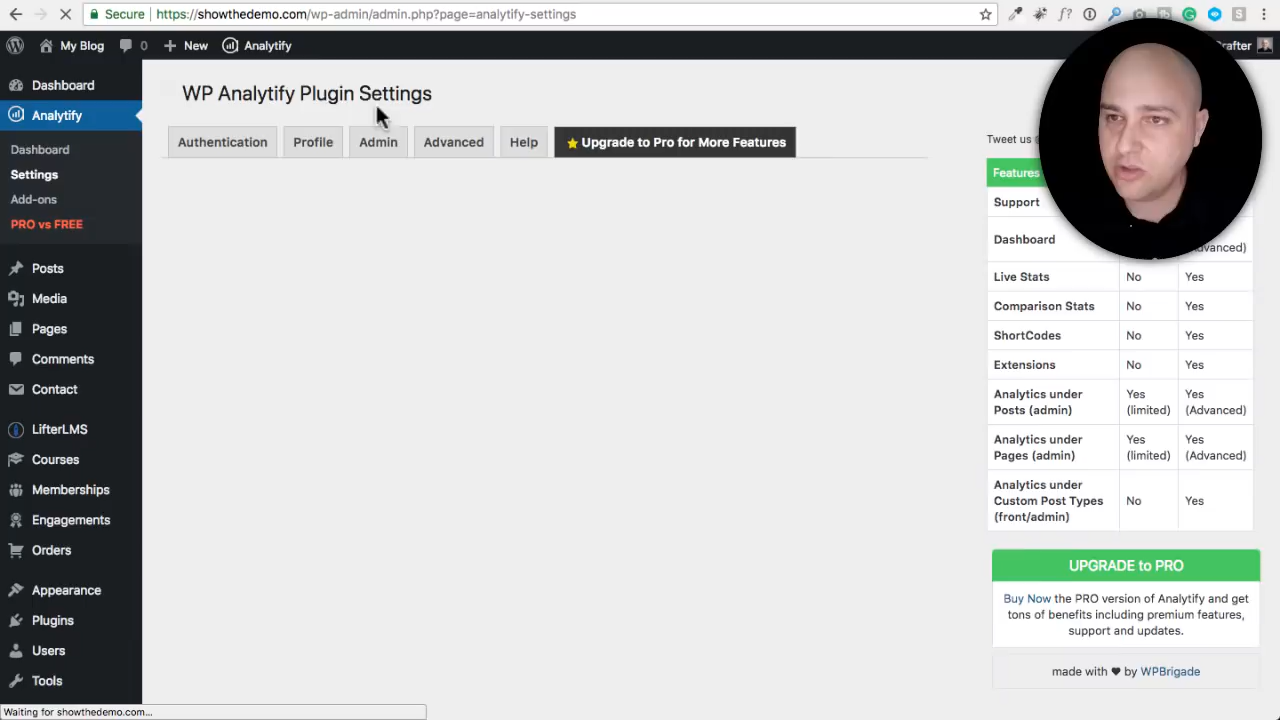 Secure https://showthedemo.com/wp-admin/admin.php?page=analytify-settings
My Blog 0 New Analytify
Drafter
Dashboard
Analytify
Dashboard
Settings
Add-ons
PRO vs FREE
Posts
Media
Pages
Comments
Contact
LifterLMS
Courses
Memberships
Engagements
Orders
Appearance
Plugins
Users
Tools
WP Analytify Plugin Settings
Authentication Profile Admin Advanced Help Upgrade to Pro for More Features
Tweet us
Features
Support
Dashboard
Live Stats No Yes
Comparison Stats No Yes
ShortCodes No Yes
Extensions No Yes
Analytics under Yes Yes
Posts (admin) (limited) (Advanced)
Analytics under Yes Yes
Pages (admin) (limited) (Advanced)
Analytics under
Custom Post Types No Yes
(front/admin)
UPGRADE to PRO
Buy Now the PRO version of Analytify and get
tons of benefits including premium features,
support and updates.
made with ♥ by WPBrigade
Waiting for showthedemo.com...